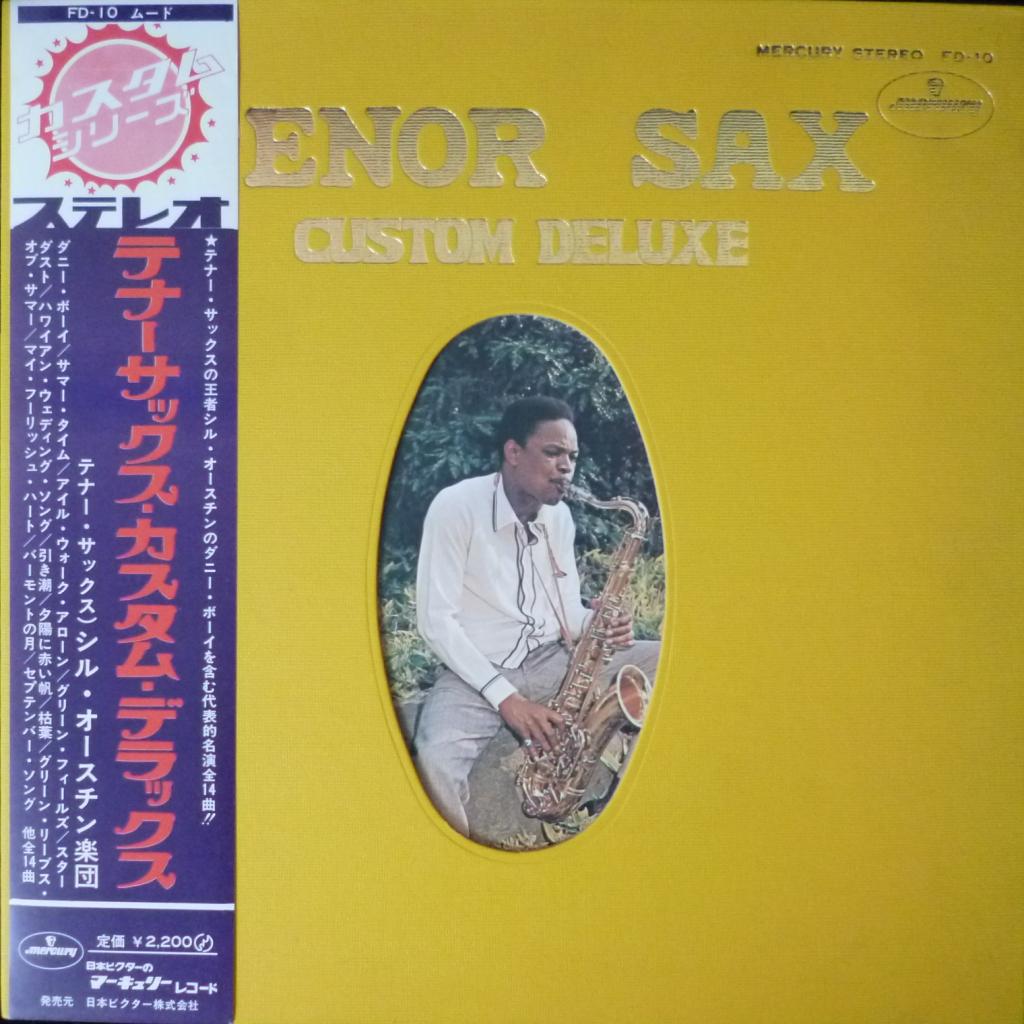 FD-10 ムード
カスタム
シリーズ
ステレオ
★テナー・サックスの王者シル・オースチンのダニー・ボーイを含む代表的名演全14曲!!
テナーサックス・カスタム・デラックス
テナー・サックス）シル・オースチン楽団
ダニー・ボーイ/サマー・タイム/アイル・ウォーク・アローン/グリーン・フィールズ/スター
ダスト/ハワイアン・ウェディング・ソング/引き潮/夕陽に赤い帆/枯葉/グリーン・リーブス・
オブ・サマー/マイ・フーリッシュ・ハート/バーモントの月/セプテンバー・ソング 他全14曲
mercury
定価 ¥2,200
日本ビクターの
マーキュリーレコード
発売元 日本ビクター株式会社
MERCURY STEREO FD-10
mercury
ENOR SAX
CUSTOM DELUXE